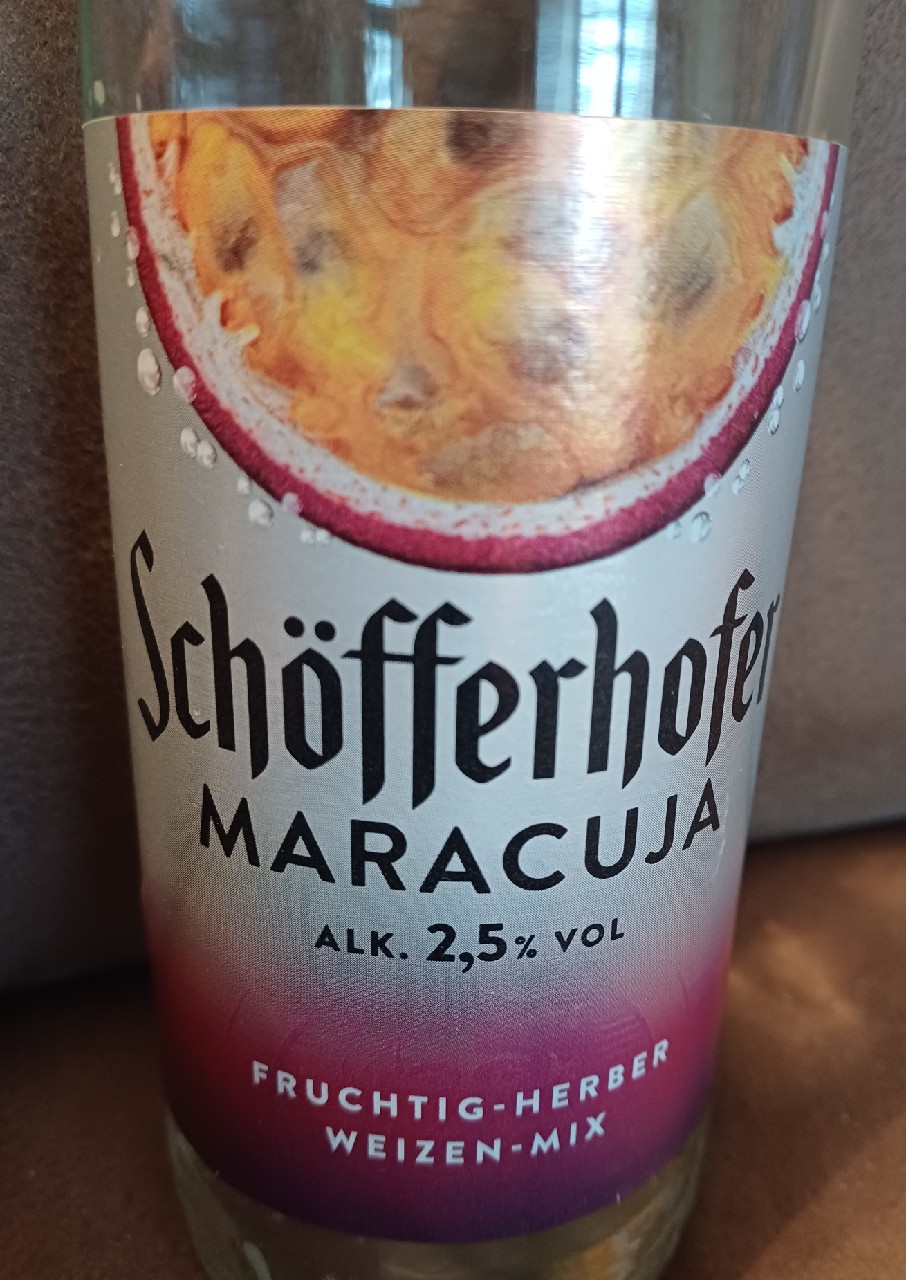 Schöfferhofer
MARACUJA
ALK. 2,5% VOL
FRUCHTIG-HERBER
WEIZEN-MIX